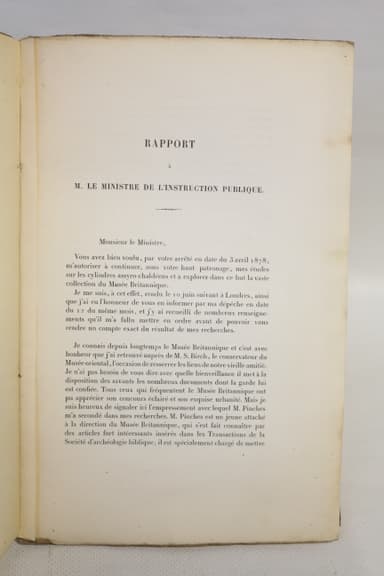 RAPPORT
à
M. LE MINISTRE DE L'INSTRUCTION PUBLIQUE.
Monsieur le Ministre,
Vous avez bien voulu, par votre arrêté en date du 3 avril 1878,
m'autoriser à continuer, sous votre haut patronage, mes études
sur les cylindres assyro-chaldéens et à explorer dans ce but la vaste
collection du Musée Britannique.
Je me suis, à cet effet, rendu le 10 juin suivant à Londres, ainsi
que j'ai eu l'honneur de vous en informer par ma dépêche en date
du 12 du même mois, et j'y ai recueilli de nombreux renseigne-
ments qu'il m'a fallu mettre en ordre avant de pouvoir vous
rendre un compte exact du résultat de mes recherches.
Je connais depuis longtemps le Musée Britannique et c'est avec
bonheur que j'ai retrouvé auprès de M. S. Birch, le conservateur du
Musée oriental, l'occasion de resserrer les liens de notre vieille amitié.
Je n'ai pas besoin de vous dire avec quelle bienveillance il met à la
disposition des savants les nombreux documents dont la garde lui
est confiée. Tous ceux qui fréquentent le Musée Britannique ont
pu apprécier son concours éclairé et son exquise urbanité. Mais je
suis heureux de signaler ici l'empressement avec lequel M. Pinches
m'a secondé dans mes recherches. M. Pinches est un jeune attaché
à la direction du Musée Britannique, qui s'est fait connaître par
des articles fort intéressants insérés dans les Transactions de la
Société d'archéologie biblique; il est spécialement chargé de mettre